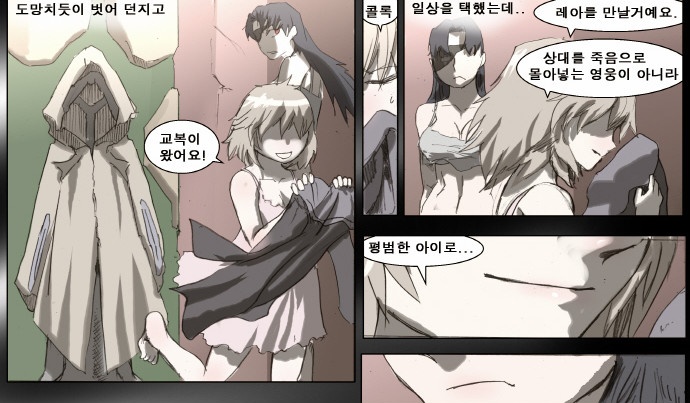 도망치듯이 벗어 던지고
교복이
왔어요!
콜록
일상을 택했는데..
레아를 만날거예요.
상대를 죽음으로
몰아넣는 영웅이 아니라
평범한 아이로...